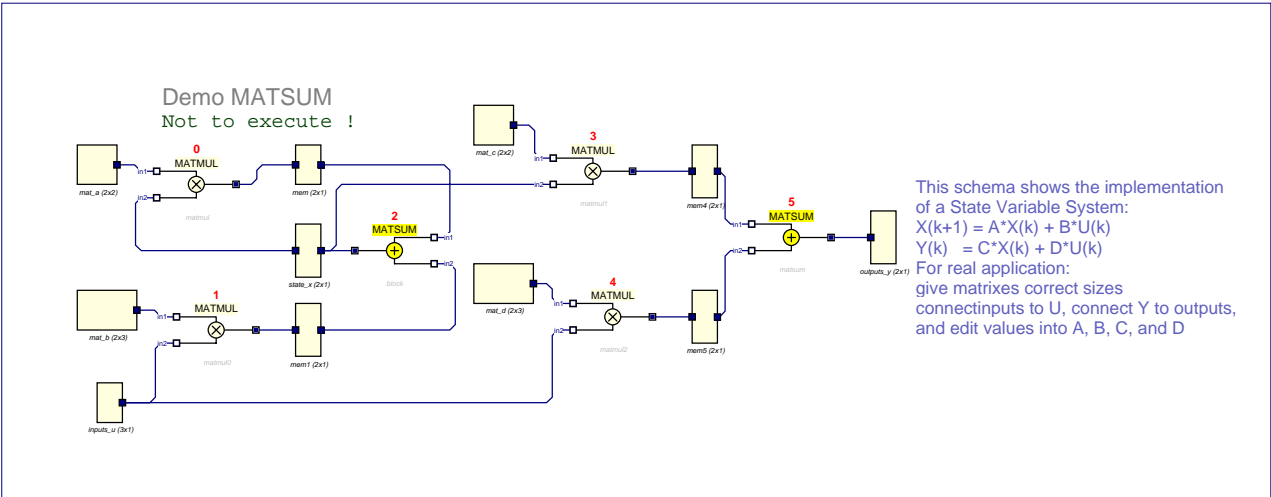 Demo MATSUM
Not to execute !
0
MATMUL
in1
in2
mat_a (2x2)
matmul
mem (2x1)
2
MATSUM
in1
in2
block
state_x (2x1)
1
MATMUL
in1
in2
mat_b (2x3)
matmul0
mem1 (2x1)
inputs_u (3x1)
3
MATMUL
in1
in2
mat_c (2x2)
matmul1
mem4 (2x1)
4
MATMUL
in1
in2
mat_d (2x3)
matmul2
mem5 (2x1)
5
MATSUM
in1
in2
matsum
outputs_y (2x1)
This schema shows the implementation
of a State Variable System:
X(k+1) = A*X(k) + B*U(k)
Y(k) = C*X(k) + D*U(k)
For real application:
give matrixes correct sizes
connectinputs to U, connect Y to outputs,
and edit values into A, B, C, and D